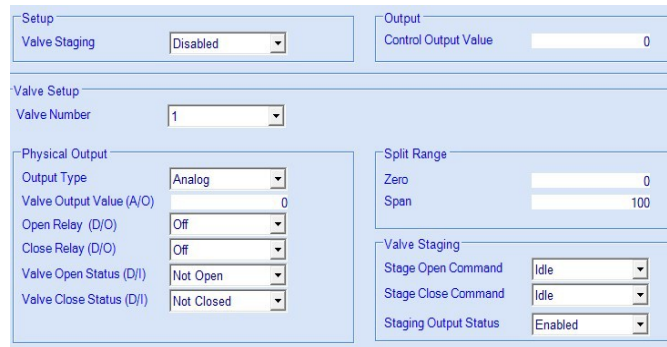 Setup
Valve Staging Disabled
Output
Control Output Value 0
Valve Setup
Valve Number 1
Physical Output
Output Type Analog
Valve Output Value (A/O) 0
Open Relay (D/O) Off
Close Relay (D/O) Off
Valve Open Status (D/I) Not Open
Valve Close Status (D/I) Not Closed
Split Range
Zero 0
Span 100
Valve Staging
Stage Open Command Idle
Stage Close Command Idle
Staging Output Status Enabled